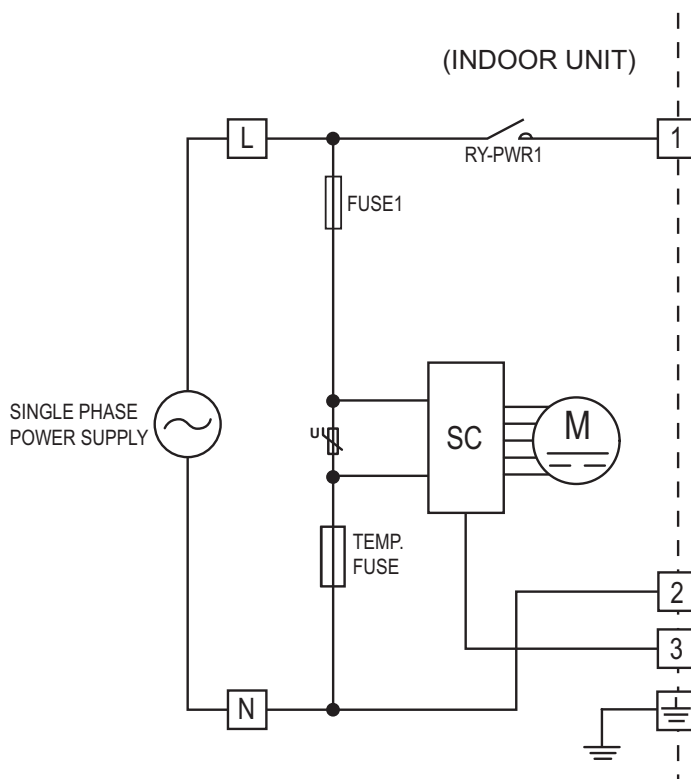 (INDOOR UNIT)
L
1
RY-PWR1
FUSE1
SINGLE PHASE
POWER SUPPLY
U
SC
M
TEMP.
FUSE
2
3
N